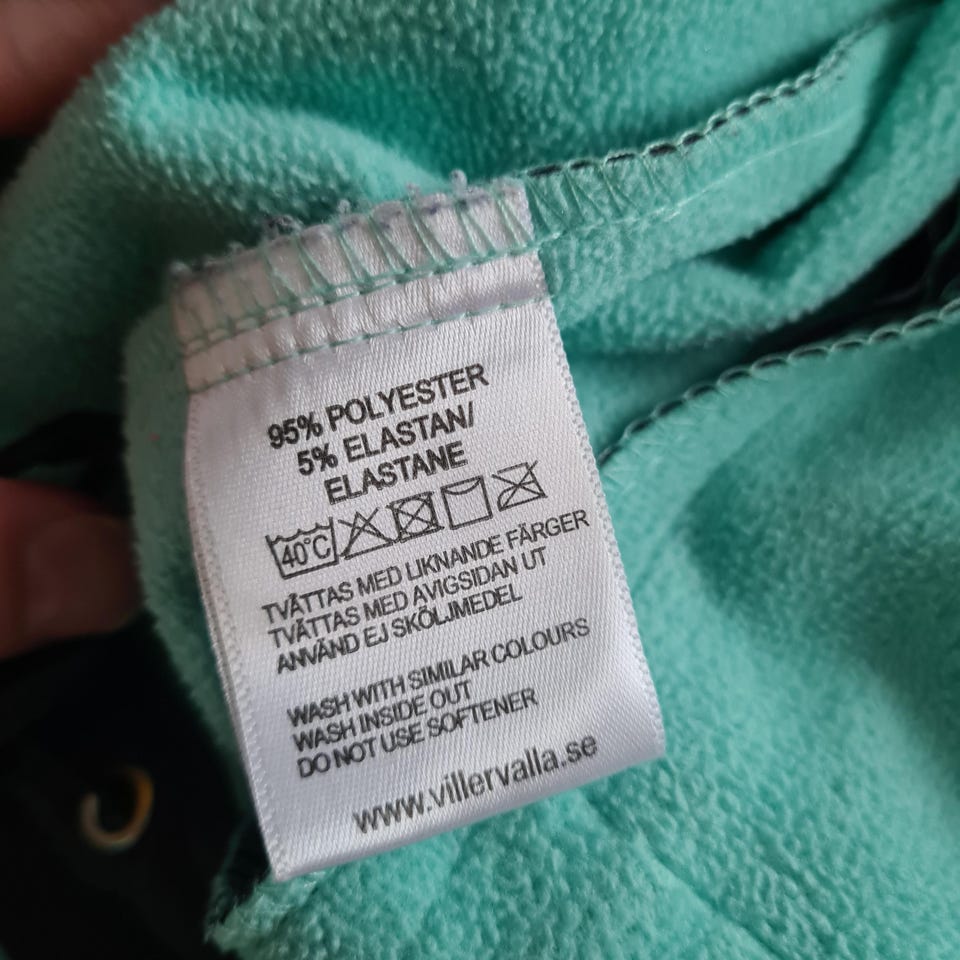 95% POLYESTER
5% ELASTAN/
ELASTANE
40°C
TVÄTTAS MED LIKNANDE FÄRGER
TVÄTTAS MED AVIGSIDAN UT
ANVÄND EJ SKÖLJMEDEL
WASH WITH SIMILAR COLOURS
WASH INSIDE OUT
DO NOT USE SOFTENER
www.villervalla.se